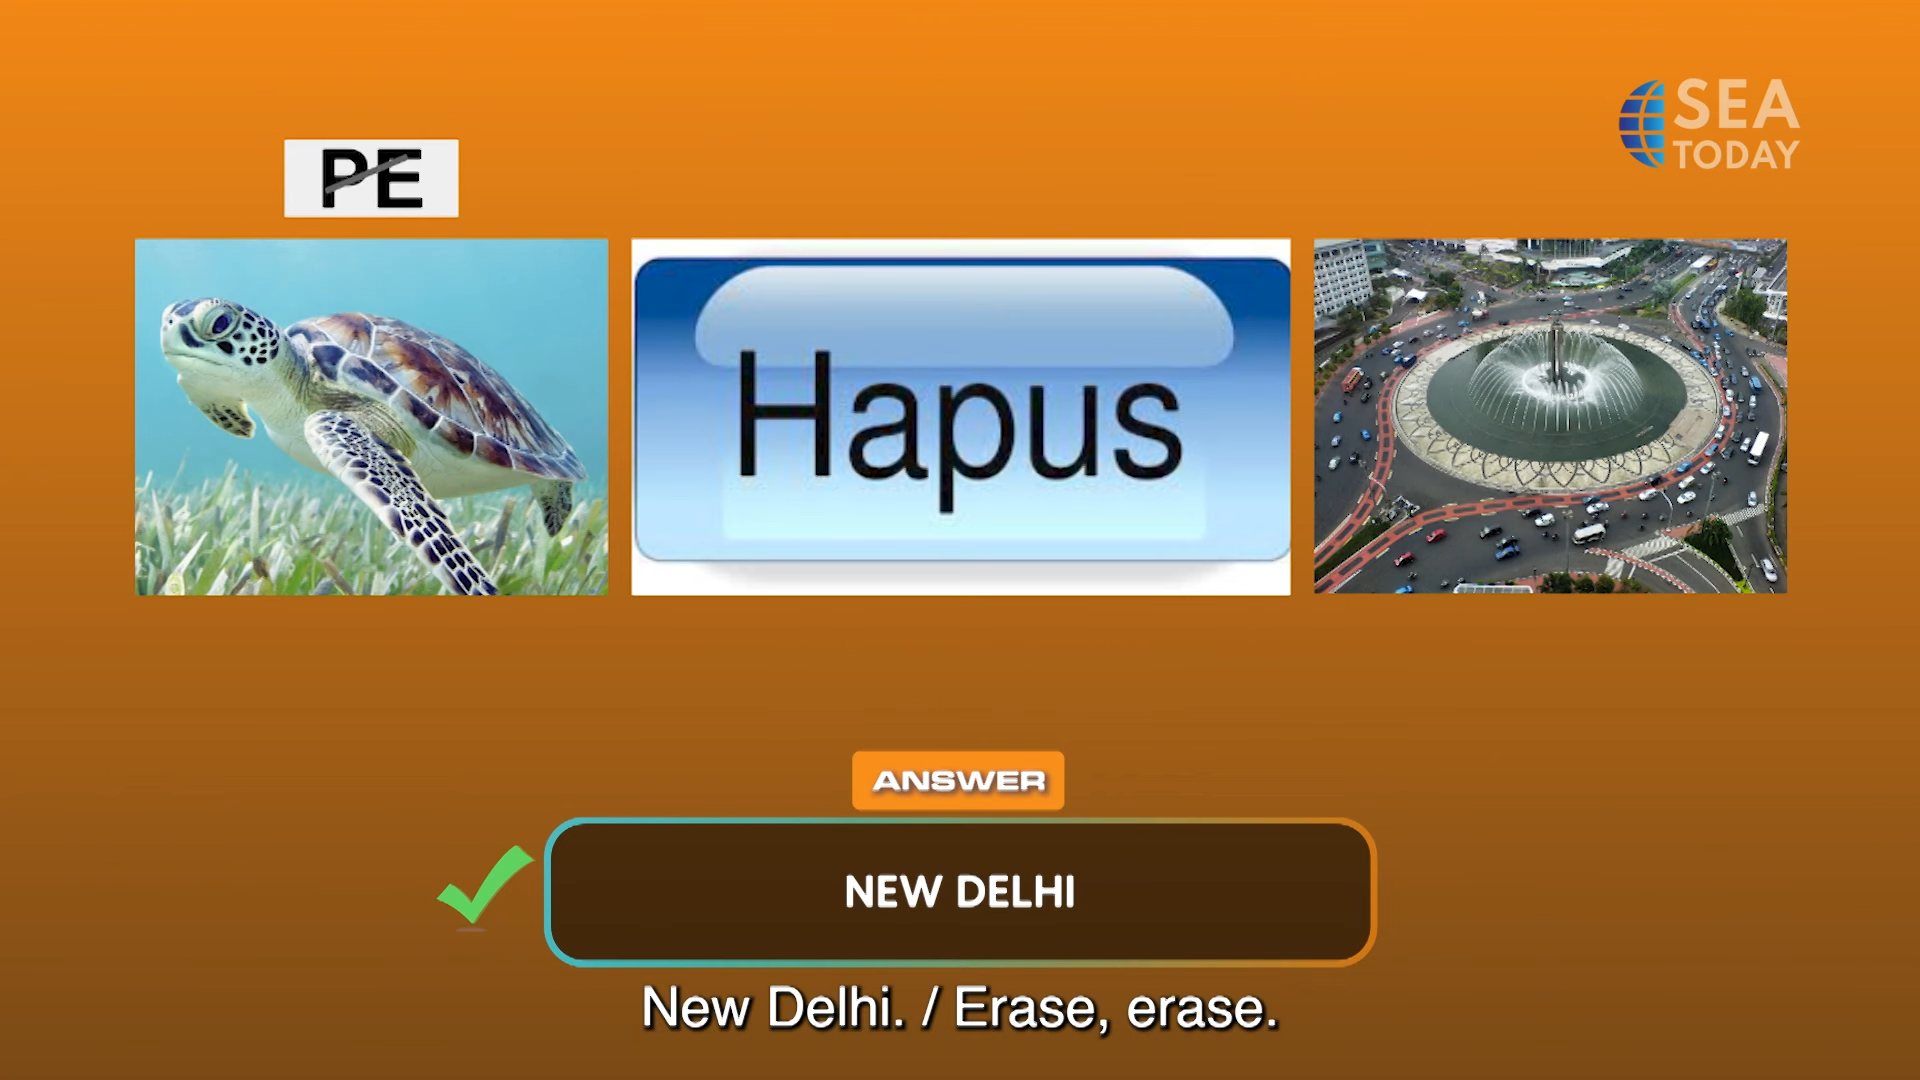 SEA
TODAY
PE
Hapus
ANSWER
NEW DELHI
New Delhi. / Erase, erase.